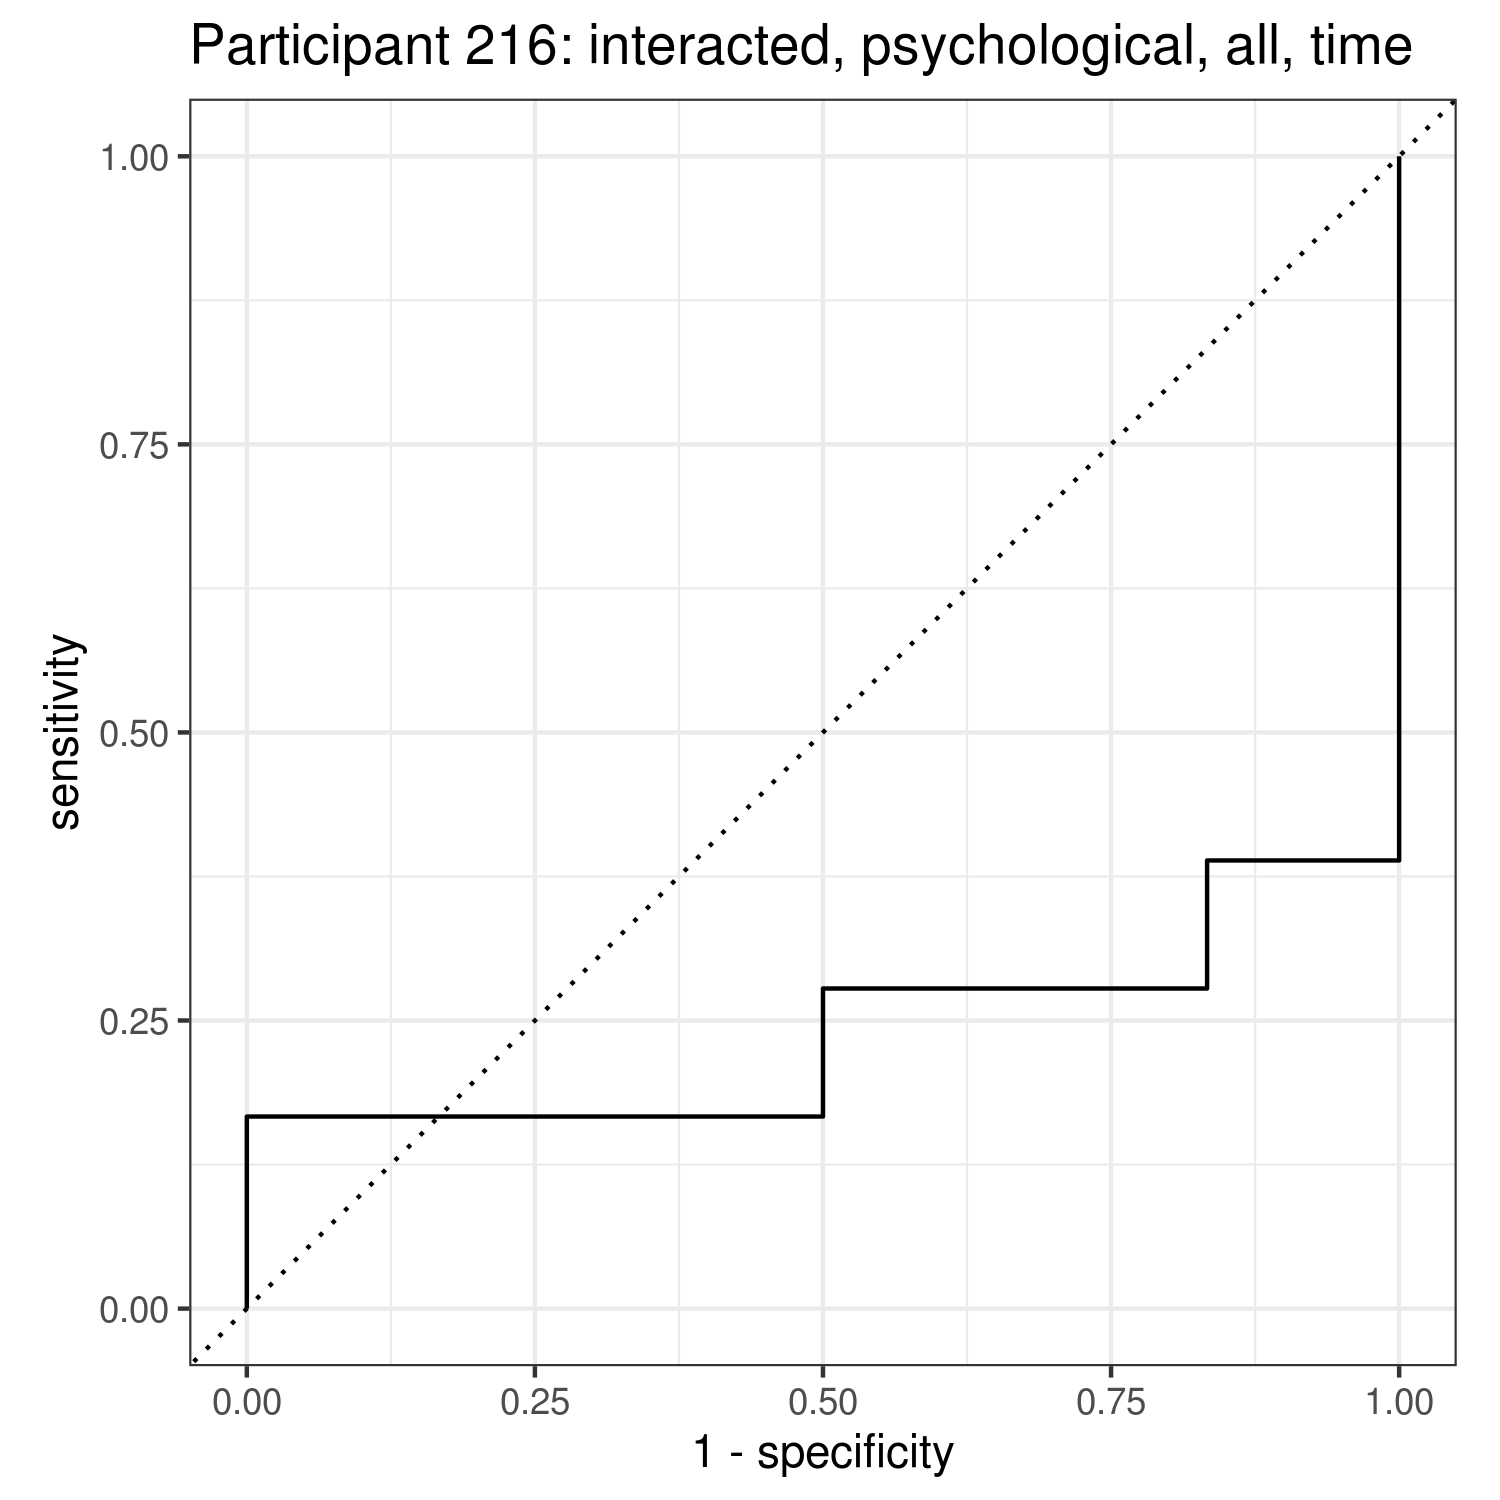 Participant 216: interacted, psychological, all, time
1.00
0.75
0.50
0.25
0.00
sensitivity
0.00 0.25 0.50 0.75 1.00
1 - specificity